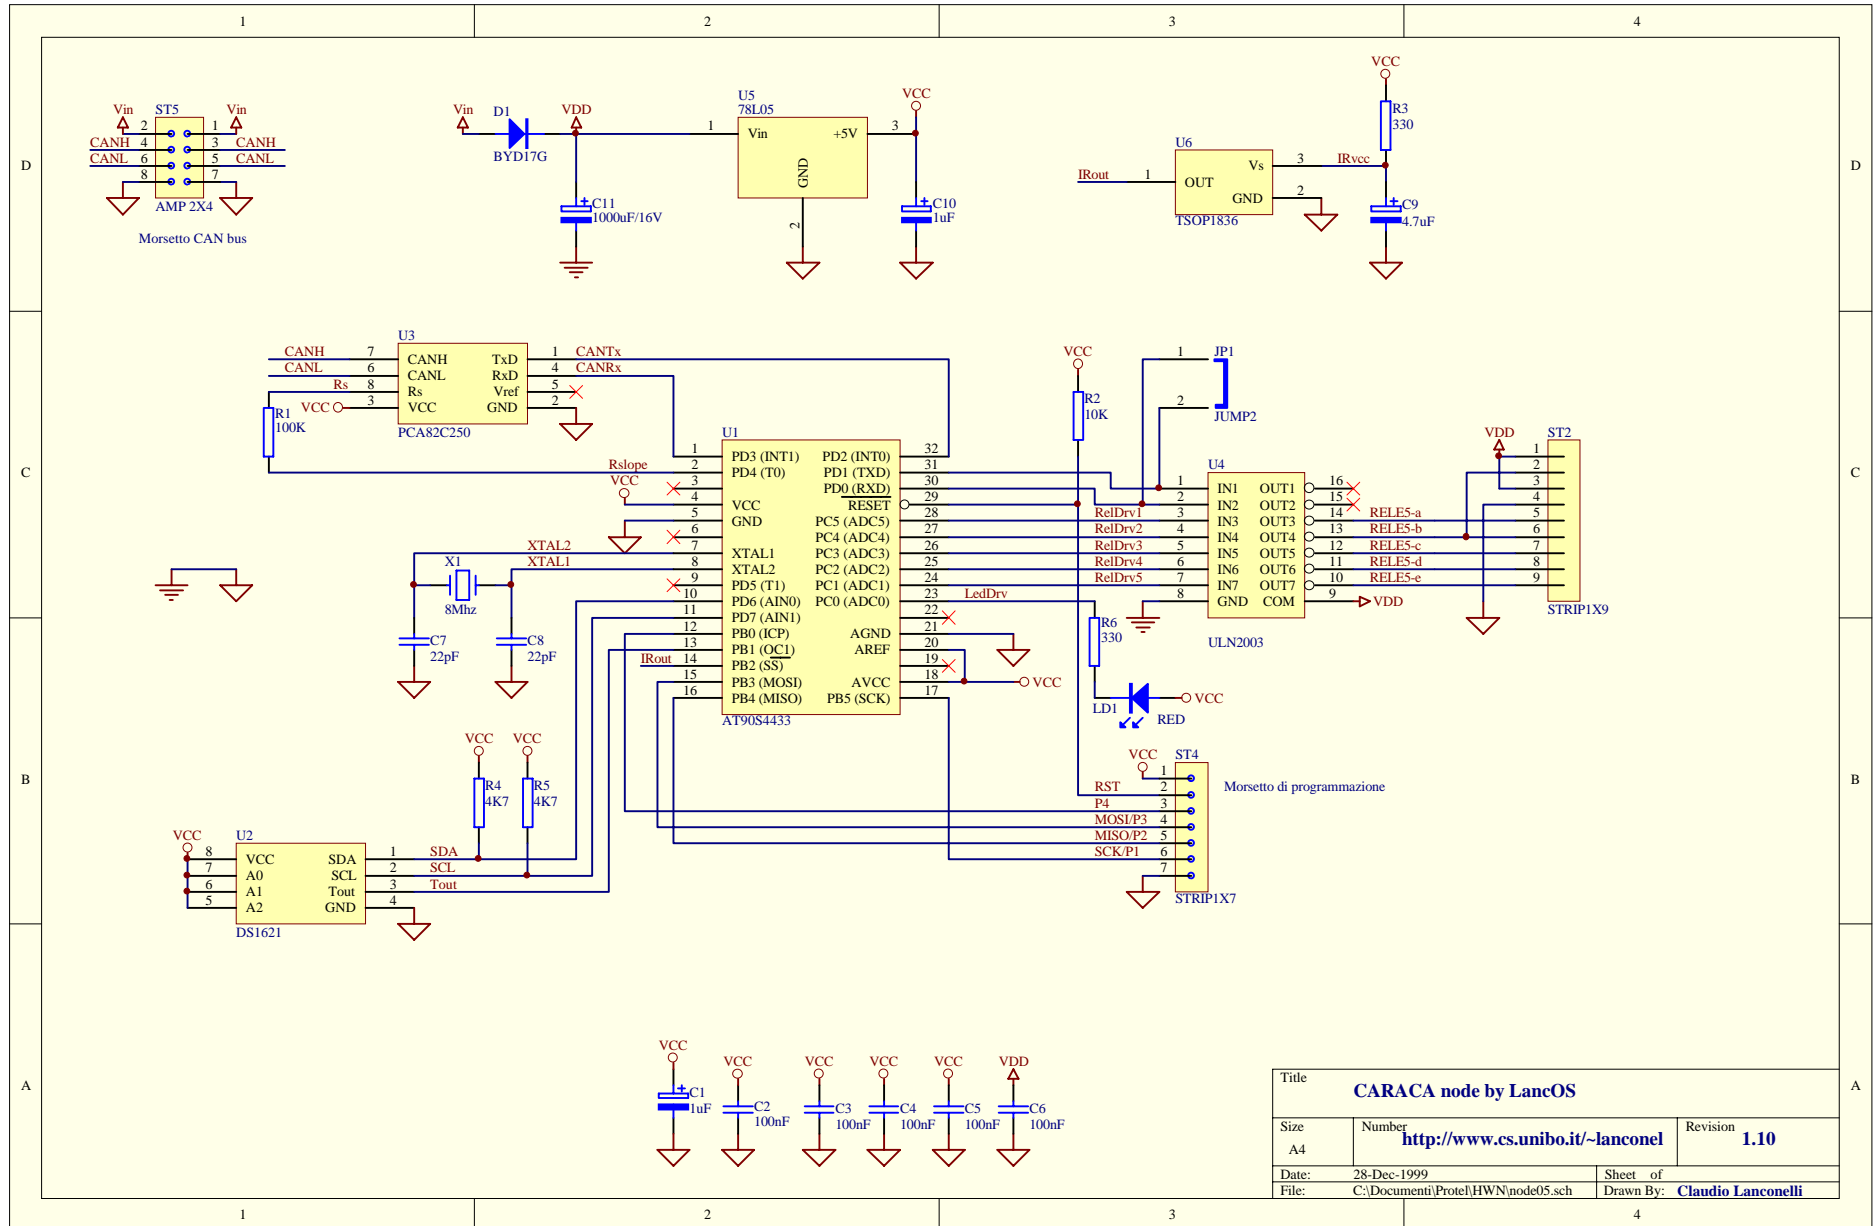 1 2 3 4
D D
C C
B B
A A
1 2 3 4
Vin ST5 Vin
2 1
CANH 4 3 CANH
CANL 6 5 CANL
8 7
AMP 2X4
Morsetto CAN bus
Vin D1 VDD
BYD17G
C11
1000uF/16V
U5
78L05
1 Vin +5V 3
GND
2
VCC
C10
1uF
U6
IRout 1 OUT Vs 3 IRvcc
GND 2
TSOP1836
VCC
R3
330
C9
4.7uF
U3
CANH 7 CANH TxD 1 CANTx
CANL 6 CANL RxD 4 CANRx
Rs 8 Rs Vref 5
VCC 3 VCC GND 2
PCA82C250
R1
100K
Rslope
VCC
U1
1 PD3 (INT1) PD2 (INT0) 32
2 PD4 (T0) PD1 (TXD) 31
3 PD0 (RXD) 30
4 VCC RESET 29
5 GND PC5 (ADC5) 28
6 PC4 (ADC4) 27
7 XTAL1 PC3 (ADC3) 26
8 XTAL2 PC2 (ADC2) 25
9 PD5 (T1) PC1 (ADC1) 24
10 PD6 (AIN0) PC0 (ADC0) 23
11 PD7 (AIN1) 22
12 PB0 (ICP) AGND 21
13 PB1 (OC1) AREF 20
IRout 14 PB2 (SS) 19
15 PB3 (MOSI) AVCC 18
16 PB4 (MISO) PB5 (SCK) 17
AT90S4433
XTAL2
XTAL1
X1
8Mhz
C7
22pF
C8
22pF
VCC
R2
10K
1 JP1
2
JUMP2
RelDrv1
RelDrv2
RelDrv3
RelDrv4
RelDrv5
LedDrv
U4
1 IN1 OUT1 16
2 IN2 OUT2 15
3 IN3 OUT3 14 RELE5-a
4 IN4 OUT4 13 RELE5-b
5 IN5 OUT5 12 RELE5-c
6 IN6 OUT6 11 RELE5-d
7 IN7 OUT7 10 RELE5-e
8 GND COM 9 VDD
ULN2003
VDD ST2
1
2
3
4
5
6
7
8
9
STRIP1X9
R6
330
VCC
LD1 RED VCC
VCC ST4
1
RST 2
P4 3
MOSI/P3 4
MISO/P2 5
SCK/P1 6
7
STRIP1X7
Morsetto di programmazione
VCC VCC
R4
4K7
R5
4K7
VCC U2
8 VCC SDA 1 SDA
7 A0 SCL 2 SCL
6 A1 Tout 3 Tout
5 A2 GND 4
DS1621
VCC VCC VCC VCC VCC VDD
C1 C2 C3 C4 C5 C6
1uF 100nF 100nF 100nF 100nF 100nF
Title
CARACA node by LancOS
Size Number Revision
A4 http://www.cs.unibo.it/~lanconel 1.10
Date: 28-Dec-1999 Sheet of
File: C:\Documenti\Protel\HWN\node05.sch Drawn By: Claudio Lanconelli